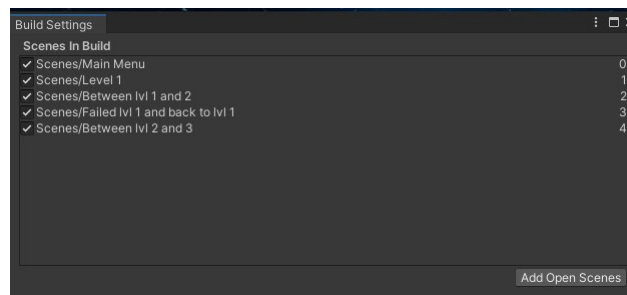 Build Settings
Scenes In Build
Scenes/Main Menu 0
Scenes/Level 1 1
Scenes/Between lvl 1 and 2 2
Scenes/Failed lvl 1 and back to lvl 1 3
Scenes/Between lvl 2 and 3 4
Add Open Scenes